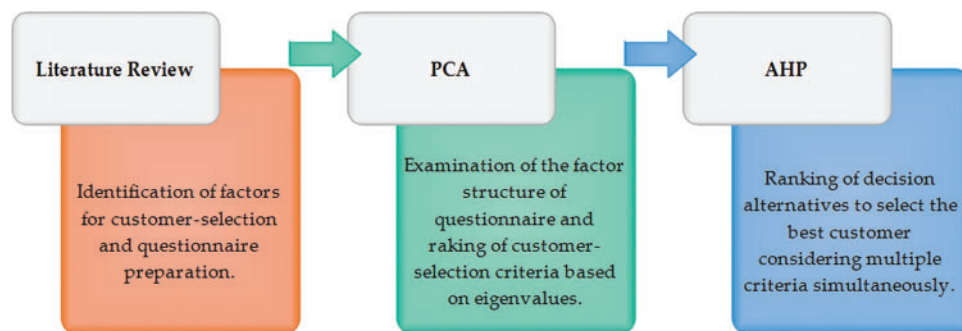 Literature Review
Identification of factors
for customer-selection
and questionnaire
preparation.
PCA
Examination of the factor
structure of
questionnaire and
raking of customer-
selection criteria based
on eigenvalues.
AHP
Ranking of decision
alternatives to select the
best customer
considering multiple
criteria simultaneously.